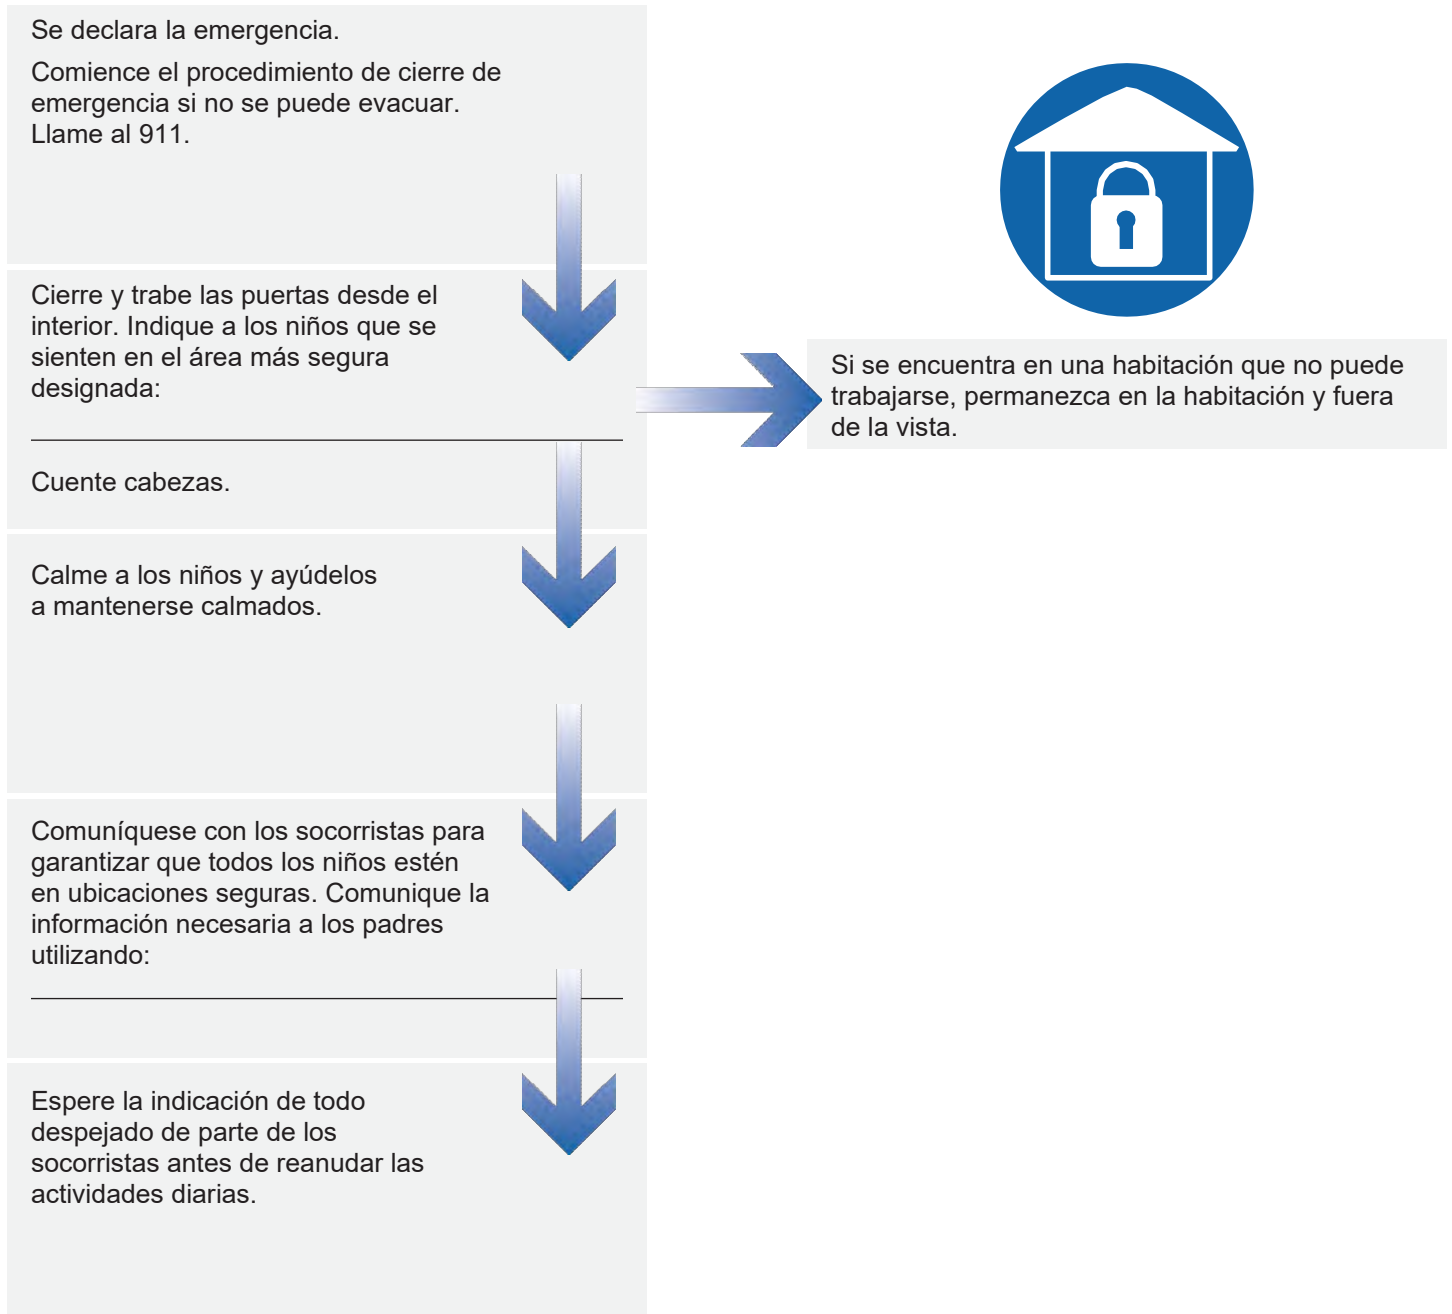 Se declara la emergencia.
Comience el procedimiento de cierre de
emergencia si no se puede evacuar.
Llame al 911.
Cierre y trabe las puertas desde el
interior. Indique a los niños que se
sienten en el área más segura
designada:
Si se encuentra en una habitación que no puede
trabajarse, permanezca en la habitación y fuera
de la vista.
Cuente cabezas.
Calme a los niños y ayúdelos
a mantenerse calmados.
Comuníquese con los socorristas para
garantizar que todos los niños estén
en ubicaciones seguras. Comunique la
información necesaria a los padres
utilizando:
Espere la indicación de todo
despejado de parte de los
socorristas antes de reanudar las
actividades diarias.